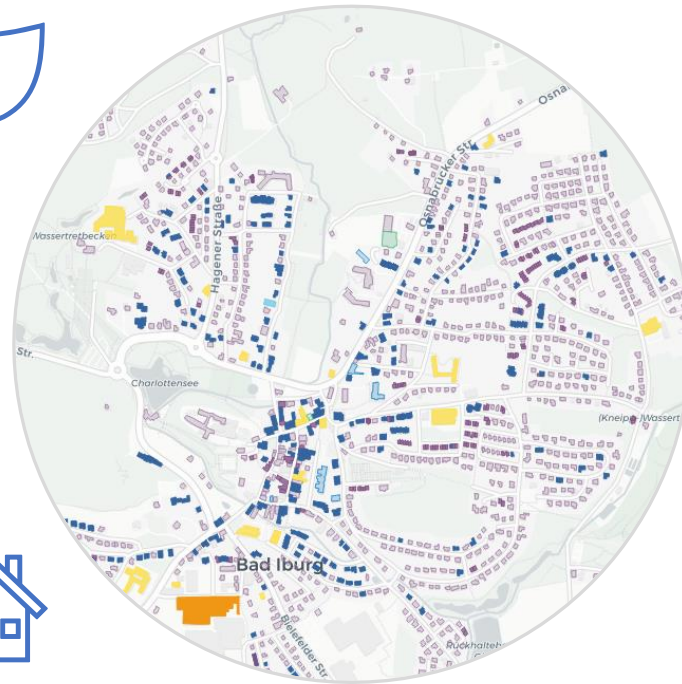 Osna
Osnabrücker Str.
Wassertretbecken
Hagener Straße
Str.
Charlottensee
(Kneipp-)Wassert
Bad Iburg
Bielefelder Str.
Rückhalteb